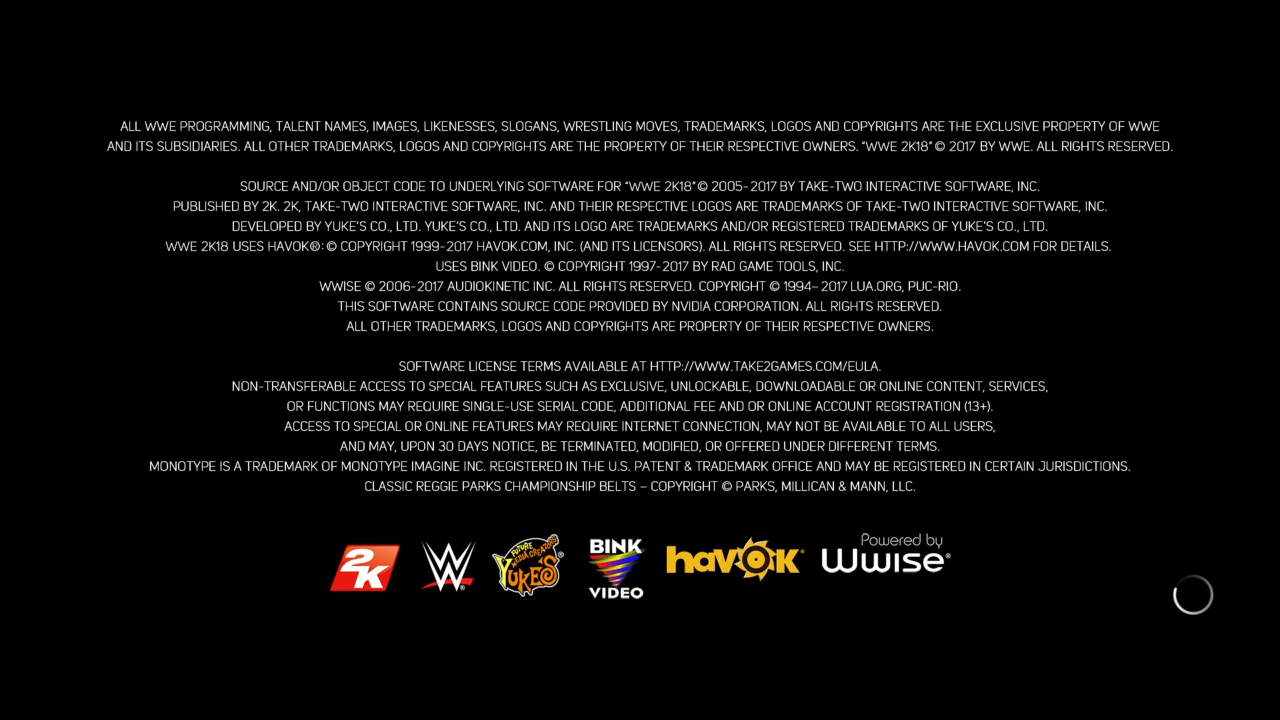 ALL WWE PROGRAMMING, TALENT NAMES, IMAGES, LIKENESSES, SLOGANS, WRESTLING MOVES, TRADEMARKS, LOGOS AND COPYRIGHTS ARE THE EXCLUSIVE PROPERTY OF WWE
AND ITS SUBSIDIARIES. ALL OTHER TRADEMARKS, LOGOS AND COPYRIGHTS ARE THE PROPERTY OF THEIR RESPECTIVE OWNERS. “WWE 2K18” © 2017 BY WWE. ALL RIGHTS RESERVED.
SOURCE AND/OR OBJECT CODE TO UNDERLYING SOFTWARE FOR “WWE 2K18” © 2005-2017 BY TAKE-TWO INTERACTIVE SOFTWARE, INC.
PUBLISHED BY 2K. 2K, TAKE-TWO INTERACTIVE SOFTWARE, INC. AND THEIR RESPECTIVE LOGOS ARE TRADEMARKS OF TAKE-TWO INTERACTIVE SOFTWARE, INC.
DEVELOPED BY YUKE’S CO., LTD. YUKE’S CO., LTD. AND ITS LOGO ARE TRADEMARKS AND/OR REGISTERED TRADEMARKS OF YUKE’S CO., LTD.
WWE 2K18 USES HAVOK®: © COPYRIGHT 1999-2017 HAVOK.COM, INC. (AND ITS LICENSORS). ALL RIGHTS RESERVED. SEE HTTP://WWW.HAVOK.COM FOR DETAILS.
USES BINK VIDEO. © COPYRIGHT 1997-2017 BY RAD GAME TOOLS, INC.
WWISE © 2006-2017 AUDIOKINETIC INC. ALL RIGHTS RESERVED. COPYRIGHT © 1994– 2017 LUA.ORG, PUC-RIO.
THIS SOFTWARE CONTAINS SOURCE CODE PROVIDED BY NVIDIA CORPORATION. ALL RIGHTS RESERVED.
ALL OTHER TRADEMARKS, LOGOS AND COPYRIGHTS ARE PROPERTY OF THEIR RESPECTIVE OWNERS.
SOFTWARE LICENSE TERMS AVAILABLE AT HTTP://WWW.TAKE2GAMES.COM/EULA.
NON-TRANSFERABLE ACCESS TO SPECIAL FEATURES SUCH AS EXCLUSIVE, UNLOCKABLE, DOWNLOADABLE OR ONLINE CONTENT, SERVICES,
OR FUNCTIONS MAY REQUIRE SINGLE-USE SERIAL CODE, ADDITIONAL FEE AND OR ONLINE ACCOUNT REGISTRATION (13+).
ACCESS TO SPECIAL OR ONLINE FEATURES MAY REQUIRE INTERNET CONNECTION, MAY NOT BE AVAILABLE TO ALL USERS,
AND MAY, UPON 30 DAYS NOTICE, BE TERMINATED, MODIFIED, OR OFFERED UNDER DIFFERENT TERMS.
MONOTYPE IS A TRADEMARK OF MONOTYPE IMAGINE INC. REGISTERED IN THE U.S. PATENT & TRADEMARK OFFICE AND MAY BE REGISTERED IN CERTAIN JURISDICTIONS.
CLASSIC REGGIE PARKS CHAMPIONSHIP BELTS – COPYRIGHT © PARKS, MILLICAN & MANN, LLC.
2K
W ®
FUTURE MEDIA CREATORS
YUKE'S ®
BINK
VIDEO
havok®
Powered by
Wwise®